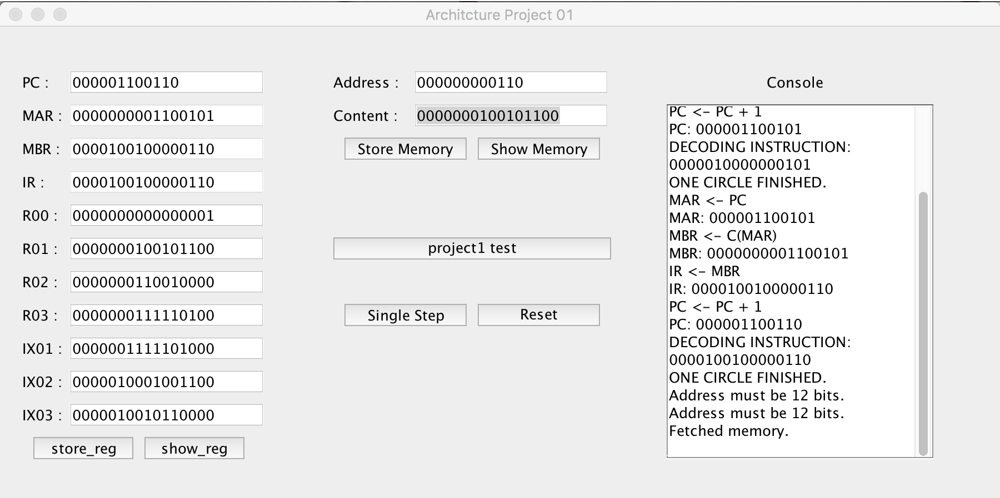 Architcture Project 01
PC : 000001100110
MAR : 0000000001100101
MBR : 0000100100000110
IR : 0000100100000110
R00 : 0000000000000001
R01 : 0000000100101100
R02 : 0000000110010000
R03 : 0000000111110100
IX01 : 0000001111101000
IX02 : 0000010001001100
IX03 : 0000010010110000
store_reg show_reg
Address : 000000000110
Content : 0000000100101100
Store Memory Show Memory
project1 test
Single Step Reset
Console
PC <- PC + 1
PC: 000001100101
DECODING INSTRUCTION:
0000010000000101
ONE CIRCLE FINISHED.
MAR <- PC
MAR: 000001100101
MBR <- C(MAR)
MBR: 0000000001100101
IR <- MBR
IR: 0000100100000110
PC <- PC + 1
PC: 000001100110
DECODING INSTRUCTION:
0000100100000110
ONE CIRCLE FINISHED.
Address must be 12 bits.
Address must be 12 bits.
Fetched memory.